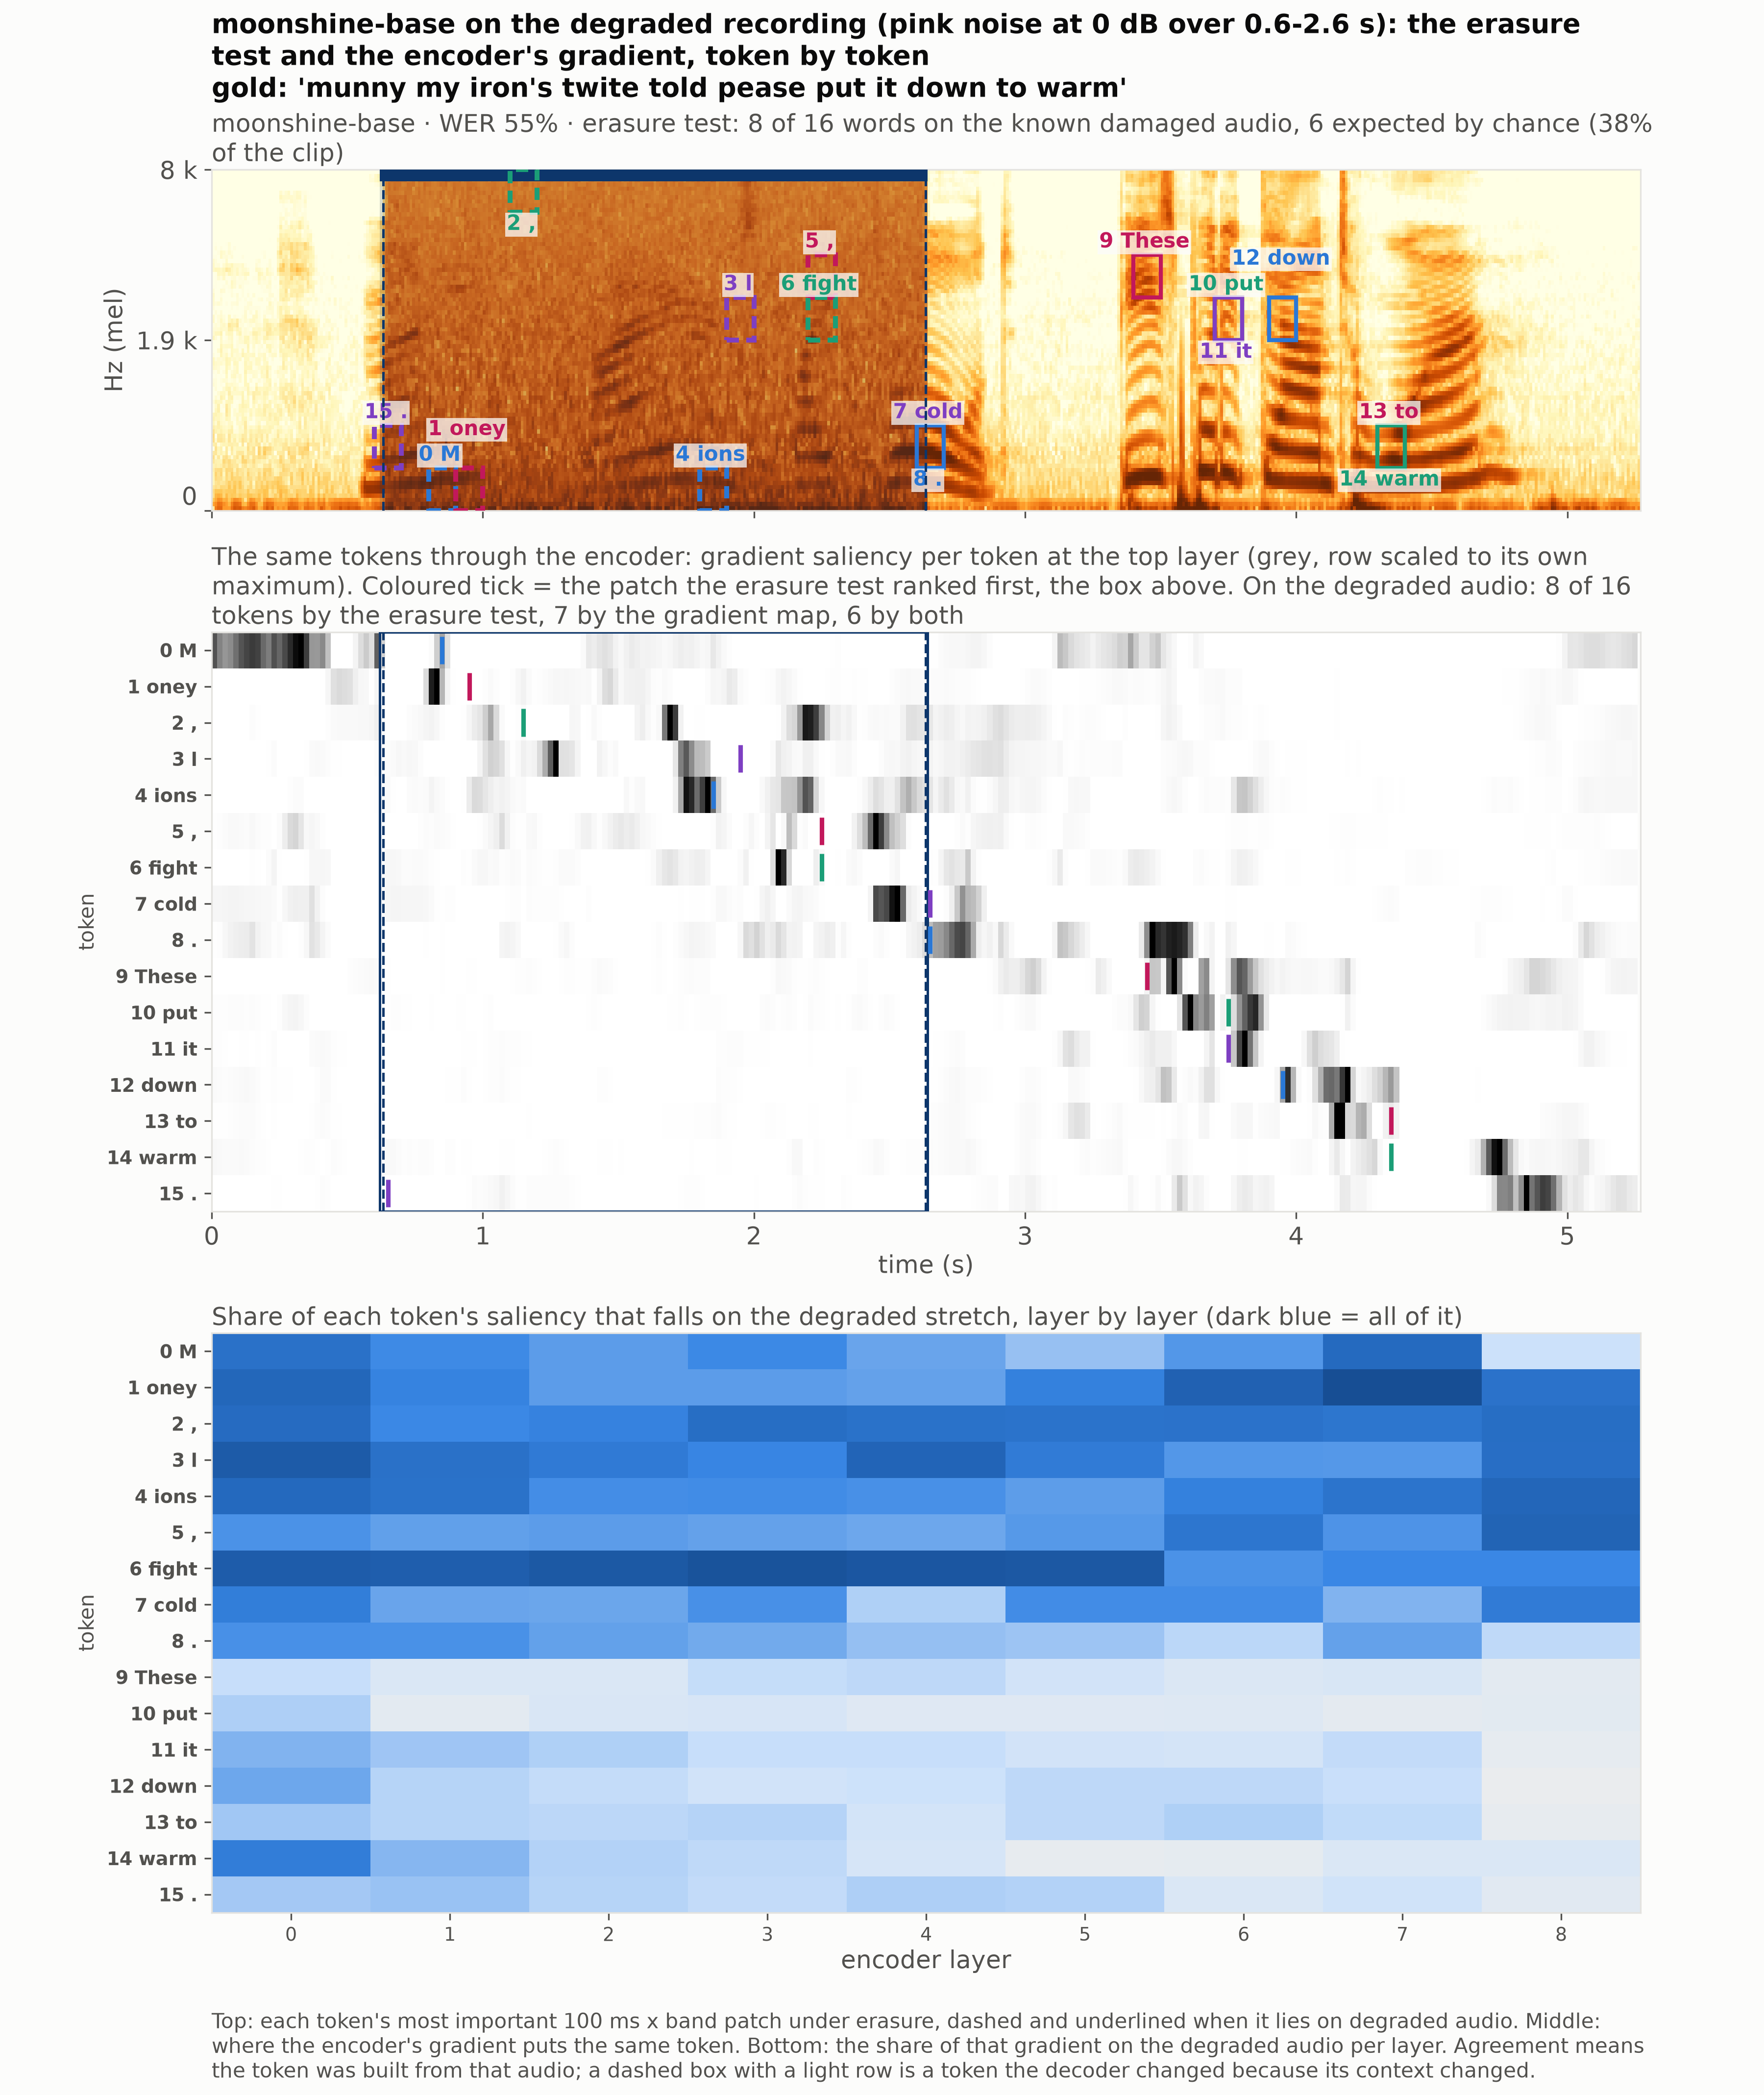 moonshine-base on the degraded recording (pink noise at 0 dB over 0.6-2.6 s): the erasure
test and the encoder's gradient, token by token
gold: 'munny my iron's twite told pease put it down to warm'
moonshine-base · WER 55% · erasure test: 8 of 16 words on the known damaged audio, 6 expected by chance (38%
of the clip)
8 k
1.9 k
0
Hz (mel)
2 ,
5 ,
9 These
12 down
3 I
6 fight
10 put
11 it
15 .
1 oney
7 cold
13 to
0 M
4 ions
8 .
14 warm
The same tokens through the encoder: gradient saliency per token at the top layer (grey, row scaled to its own
maximum). Coloured tick = the patch the erasure test ranked first, the box above. On the degraded audio: 8 of 16
tokens by the erasure test, 7 by the gradient map, 6 by both
token
0 M
1 oney
2 ,
3 I
4 ions
5 ,
6 fight
7 cold
8 .
9 These
10 put
11 it
12 down
13 to
14 warm
15 .
0 1 2 3 4 5
time (s)
Share of each token's saliency that falls on the degraded stretch, layer by layer (dark blue = all of it)
token
0 M
1 oney
2 ,
3 I
4 ions
5 ,
6 fight
7 cold
8 .
9 These
10 put
11 it
12 down
13 to
14 warm
15 .
0 1 2 3 4 5 6 7 8
encoder layer
Top: each token's most important 100 ms x band patch under erasure, dashed and underlined when it lies on degraded audio. Middle:
where the encoder's gradient puts the same token. Bottom: the share of that gradient on the degraded audio per layer. Agreement means
the token was built from that audio; a dashed box with a light row is a token the decoder changed because its context changed.